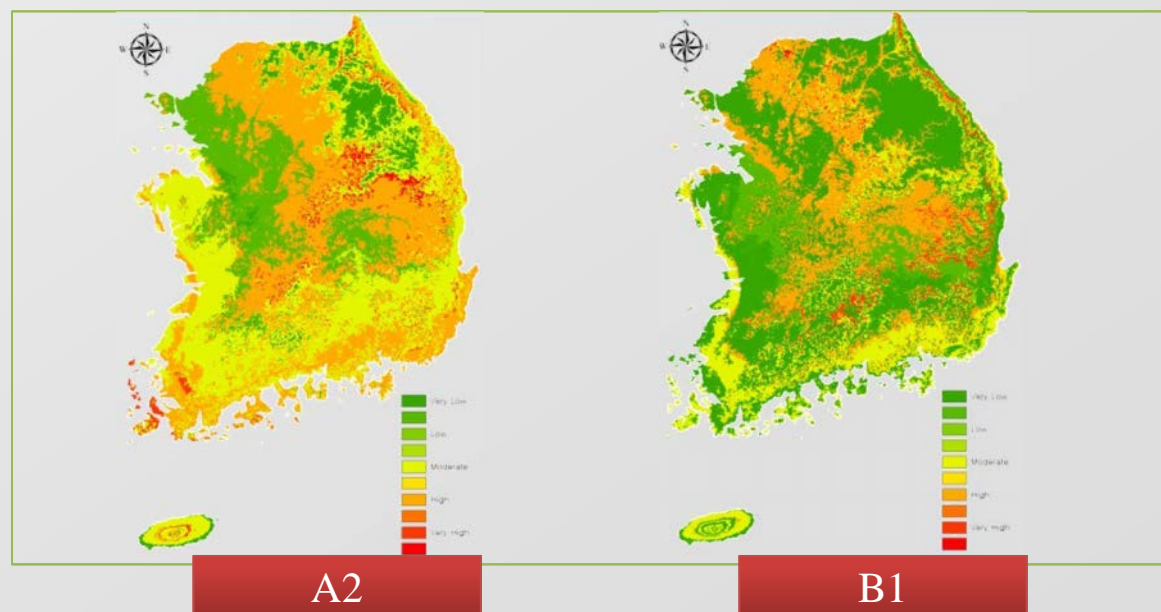 N
W E
S
N
W E
S
Very Low
Low
Moderate
High
Very High
Very Low
Low
Moderate
High
Very High
A2
B1